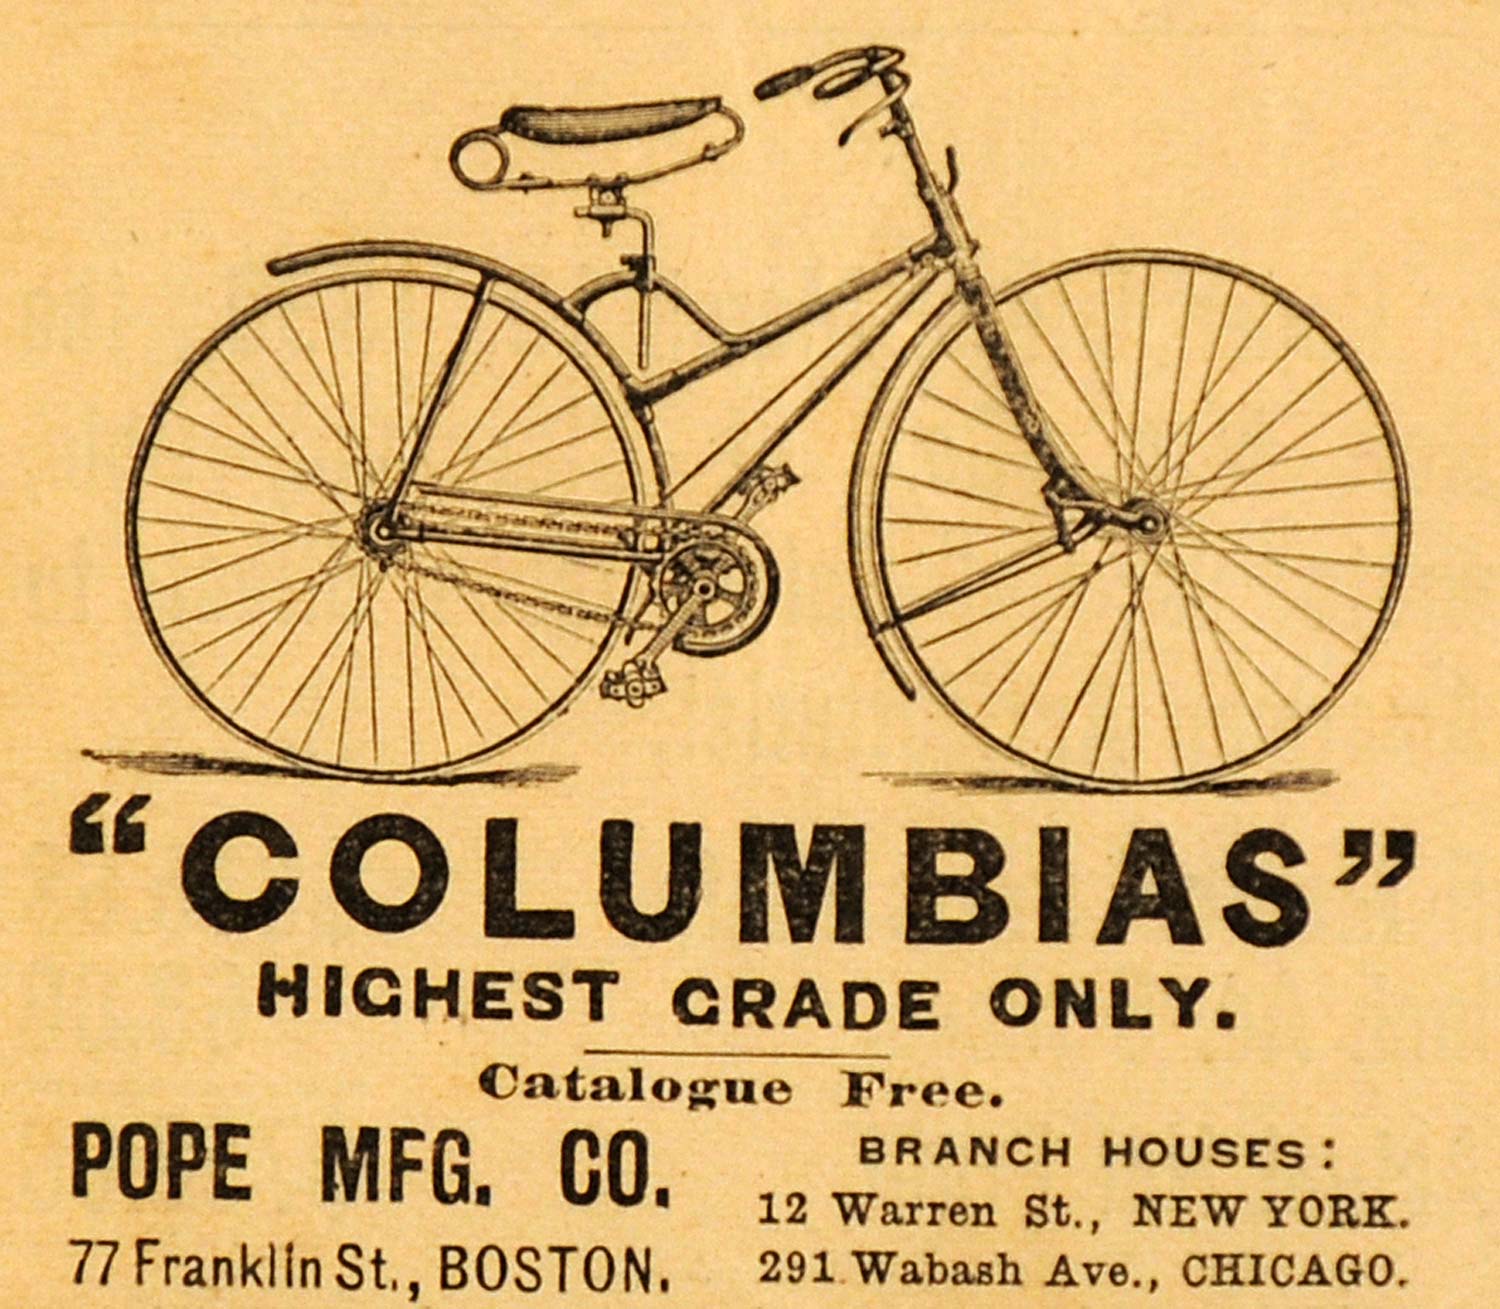 “COLUMBIAS”
HIGHEST GRADE ONLY.
Catalogue Free.
POPE MFG. CO.
77 Franklin St., BOSTON.
BRANCH HOUSES:
12 Warren St., NEW YORK.
291 Wabash Ave., CHICAGO.